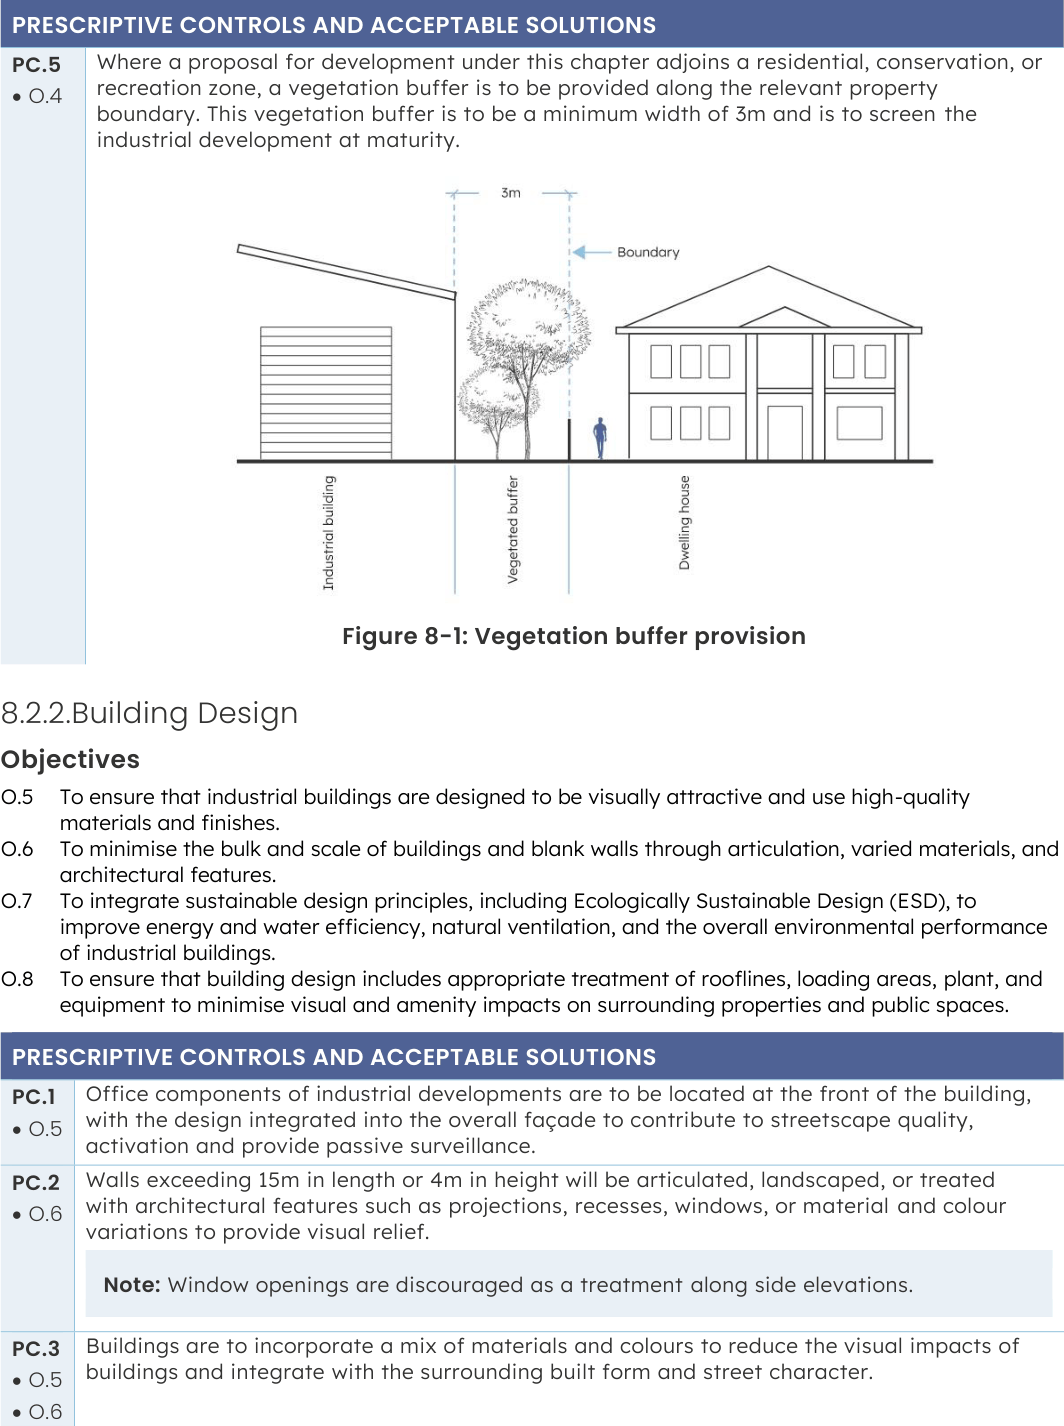 PRESCRIPTIVE CONTROLS AND ACCEPTABLE SOLUTIONS
PC.5
• O.4
Where a proposal for development under this chapter adjoins a residential, conservation, or
recreation zone, a vegetation buffer is to be provided along the relevant property
boundary. This vegetation buffer is to be a minimum width of 3m and is to screen the
industrial development at maturity.
3m
Boundary
Industrial building
Vegetated buffer
Dwelling house
Figure 8-1: Vegetation buffer provision
8.2.2.Building Design
Objectives
O.5 To ensure that industrial buildings are designed to be visually attractive and use high-quality
materials and finishes.
O.6 To minimise the bulk and scale of buildings and blank walls through articulation, varied materials, and
architectural features.
O.7 To integrate sustainable design principles, including Ecologically Sustainable Design (ESD), to
improve energy and water efficiency, natural ventilation, and the overall environmental performance
of industrial buildings.
O.8 To ensure that building design includes appropriate treatment of rooflines, loading areas, plant, and
equipment to minimise visual and amenity impacts on surrounding properties and public spaces.
PRESCRIPTIVE CONTROLS AND ACCEPTABLE SOLUTIONS
PC.1
• O.5
Office components of industrial developments are to be located at the front of the building,
with the design integrated into the overall façade to contribute to streetscape quality,
activation and provide passive surveillance.
PC.2
• O.6
Walls exceeding 15m in length or 4m in height will be articulated, landscaped, or treated
with architectural features such as projections, recesses, windows, or material and colour
variations to provide visual relief.
Note: Window openings are discouraged as a treatment along side elevations.
PC.3
• O.5
• O.6
Buildings are to incorporate a mix of materials and colours to reduce the visual impacts of
buildings and integrate with the surrounding built form and street character.